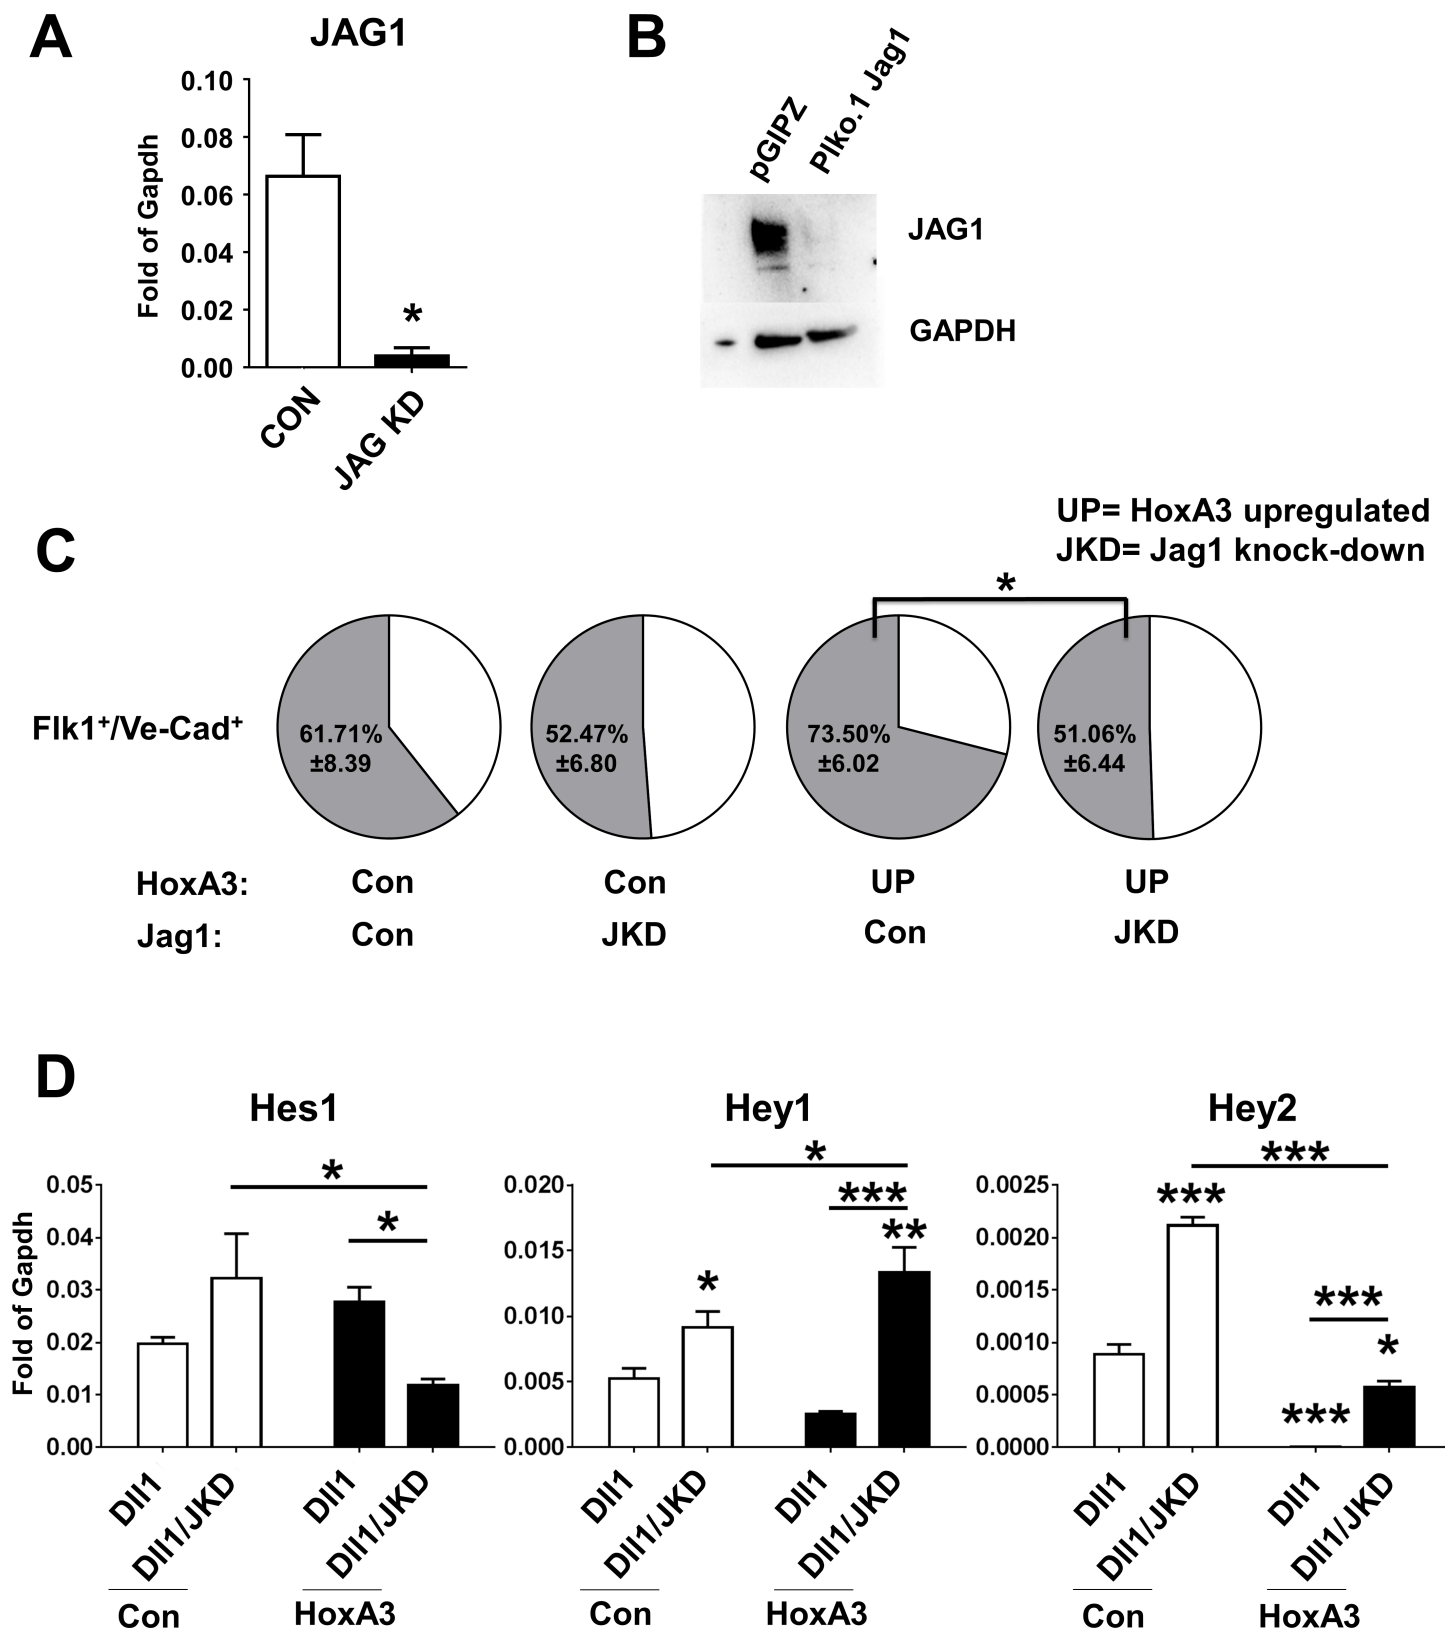 A
JAG1
0.10
0.08
0.06
0.04
0.02
0.00
Fold of Gapdh
*
CON
JAG KD
B
pGIPZ
Plko.1 Jag1
JAG1
GAPDH
C
UP= HoxA3 upregulated
JKD= Jag1 knock-down
*
Flk1+/Ve-Cad+
61.71%
±8.39
52.47%
±6.80
73.50%
±6.02
51.06%
±6.44
HoxA3: Con Con UP UP
Jag1: Con JKD Con JKD
D
Hes1
*
*
0.05
0.04
0.03
0.02
0.01
0.00
Fold of Gapdh
Dll1
Dll1/JKD
Dll1
Dll1/JKD
Con
HoxA3
Hey1
*
***
**
*
0.020
0.015
0.010
0.005
0.000
Dll1
Dll1/JKD
Dll1
Dll1/JKD
Con
HoxA3
Hey2
***
***
***
*
***
0.0025
0.0020
0.0015
0.0010
0.0005
0.0000
Dll1
Dll1/JKD
Dll1
Dll1/JKD
Con
HoxA3